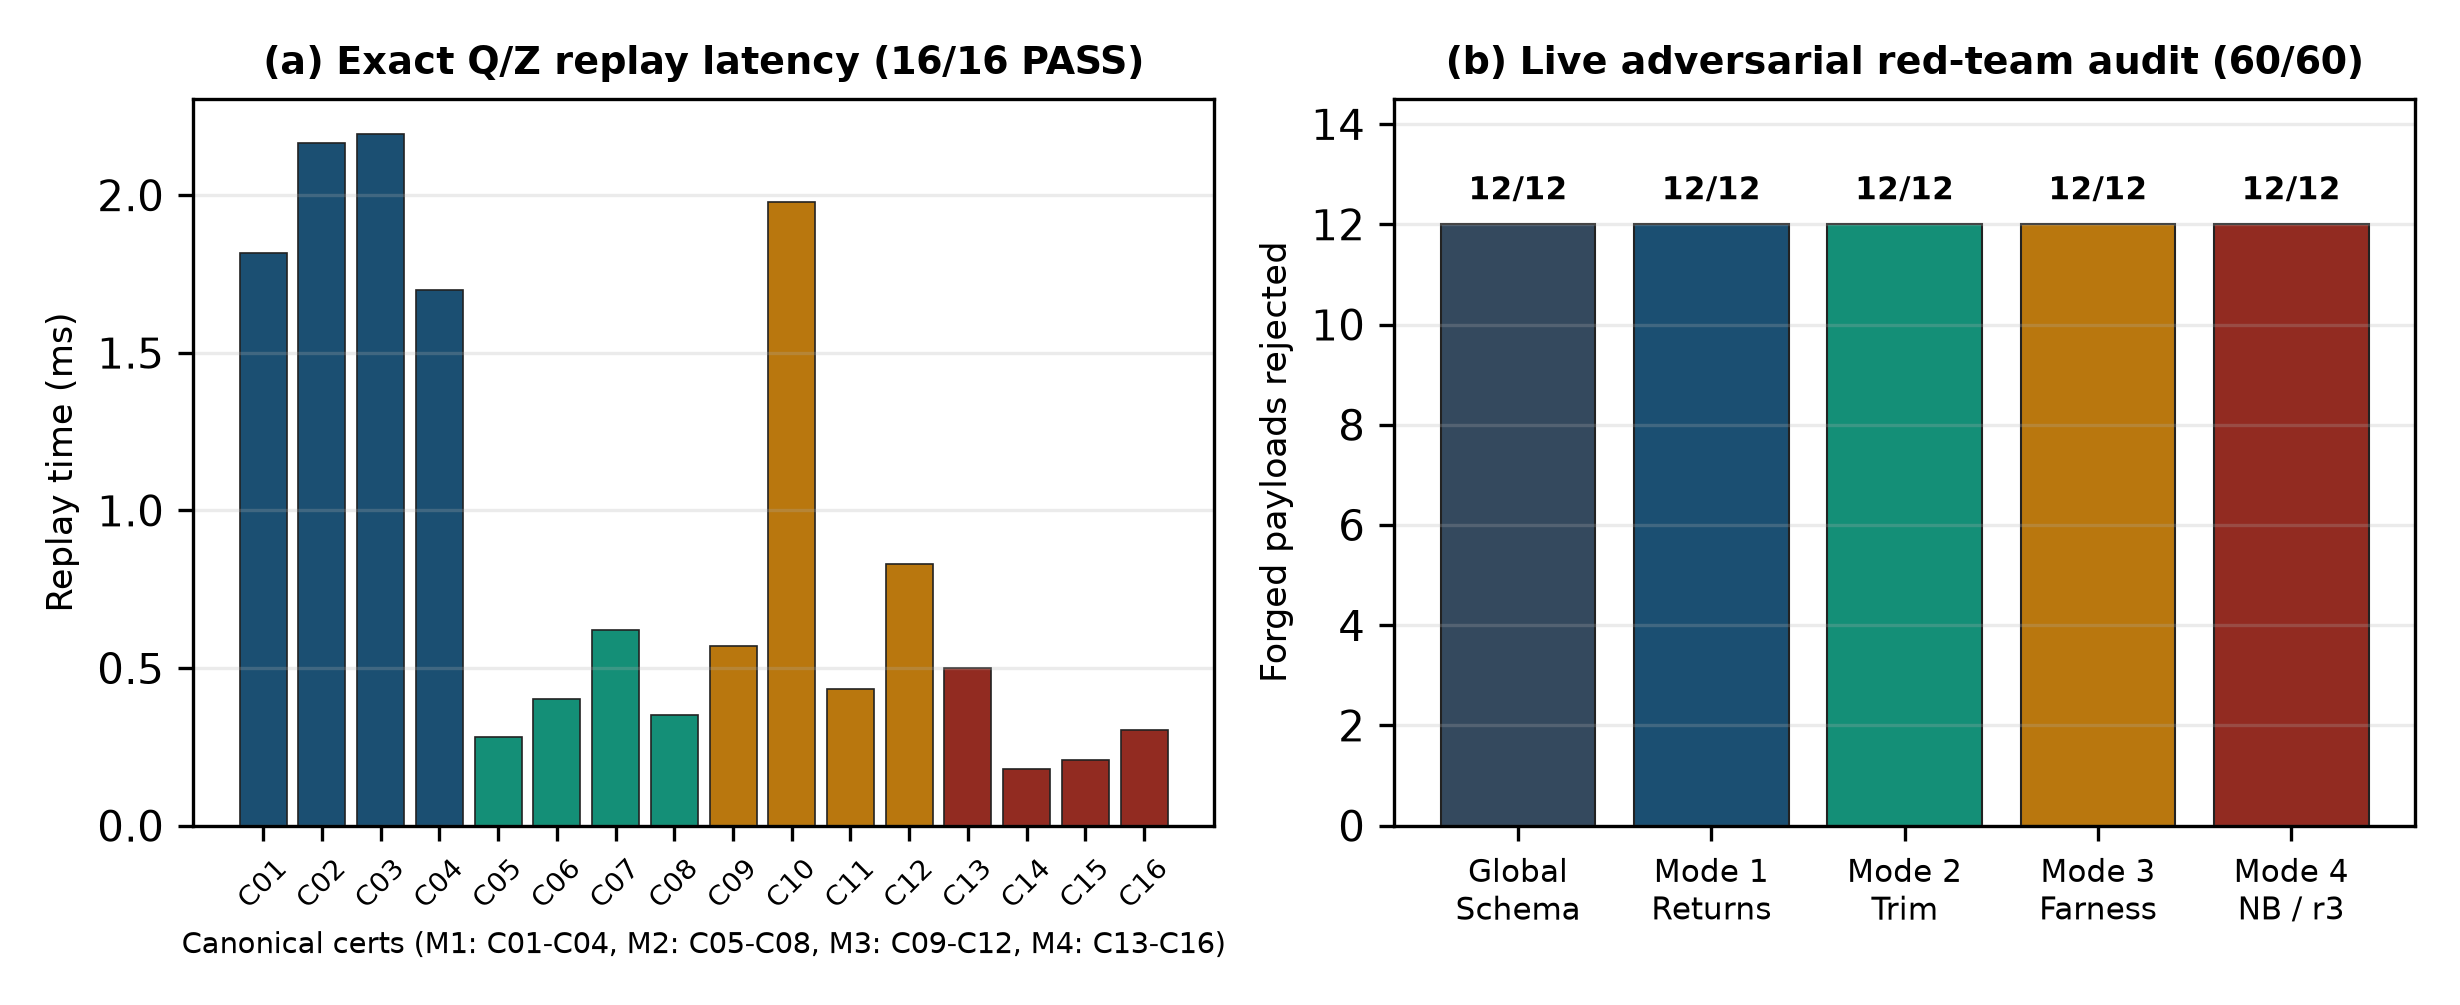 (a) Exact Q/Z replay latency (16/16 PASS)
Replay time (ms)
2.0
1.5
1.0
0.5
0.0
C01 C02 C03 C04 C05 C06 C07 C08 C09 C10 C11 C12 C13 C14 C15 C16
Canonical certs (M1: C01-C04, M2: C05-C08, M3: C09-C12, M4: C13-C16)
(b) Live adversarial red-team audit (60/60)
Forged payloads rejected
14
12
10
8
6
4
2
0
12/12 12/12 12/12 12/12 12/12
Global Schema
Mode 1 Returns
Mode 2 Trim
Mode 3 Farness
Mode 4 NB / r3